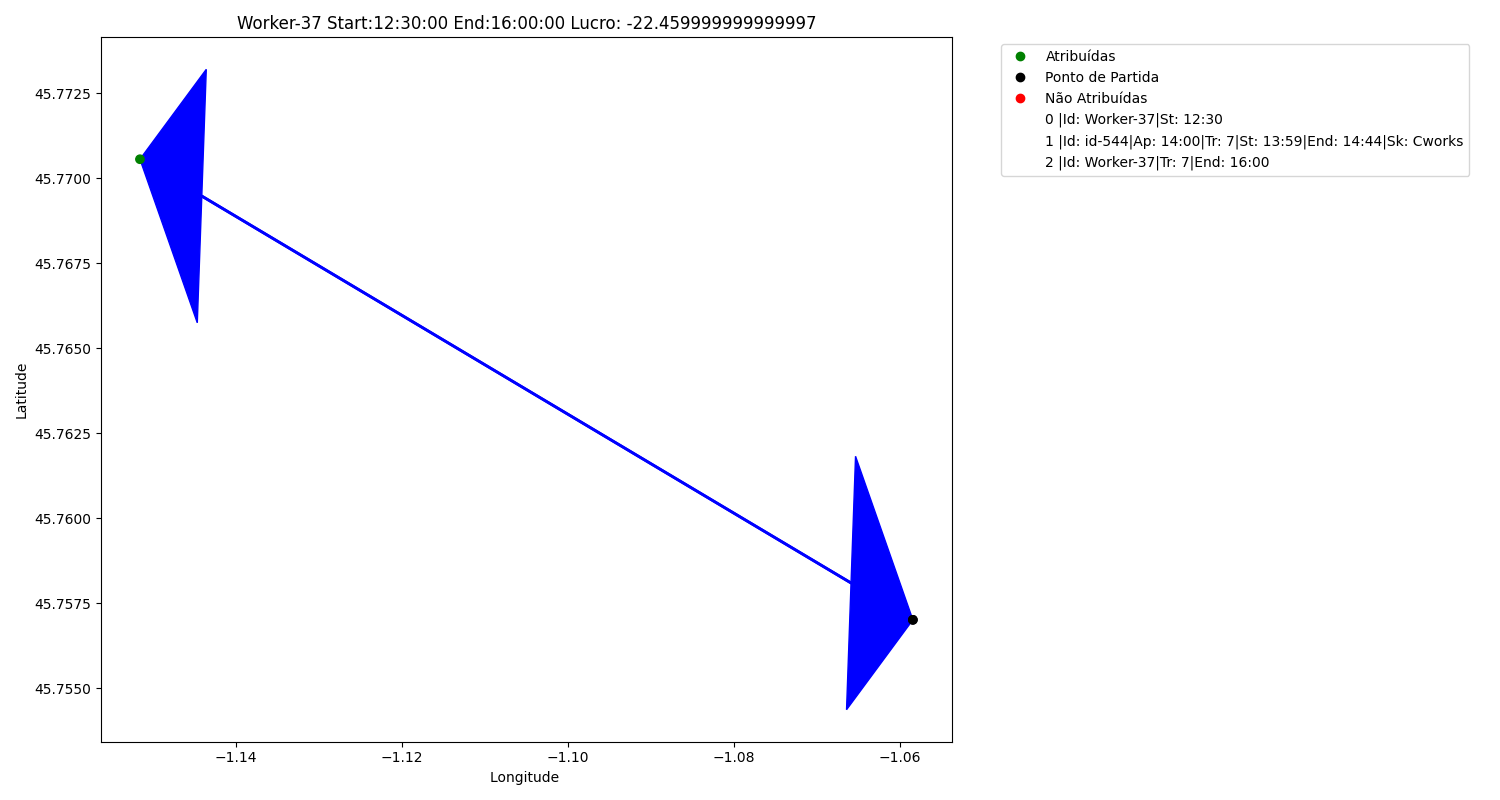 Worker-37 Start:12:30:00 End:16:00:00 Lucro: -22.459999999999997
Atribuídas
Ponto de Partida
Não Atribuídas
0 |Id: Worker-37|St: 12:30
1 |Id: id-544|Ap: 14:00|Tr: 7|St: 13:59|End: 14:44|Sk: Cworks
2 |Id: Worker-37|Tr: 7|End: 16:00
Latitude
45.7725
45.7700
45.7675
45.7650
45.7625
45.7600
45.7575
45.7550
−1.14
−1.12
−1.10
−1.08
−1.06
Longitude